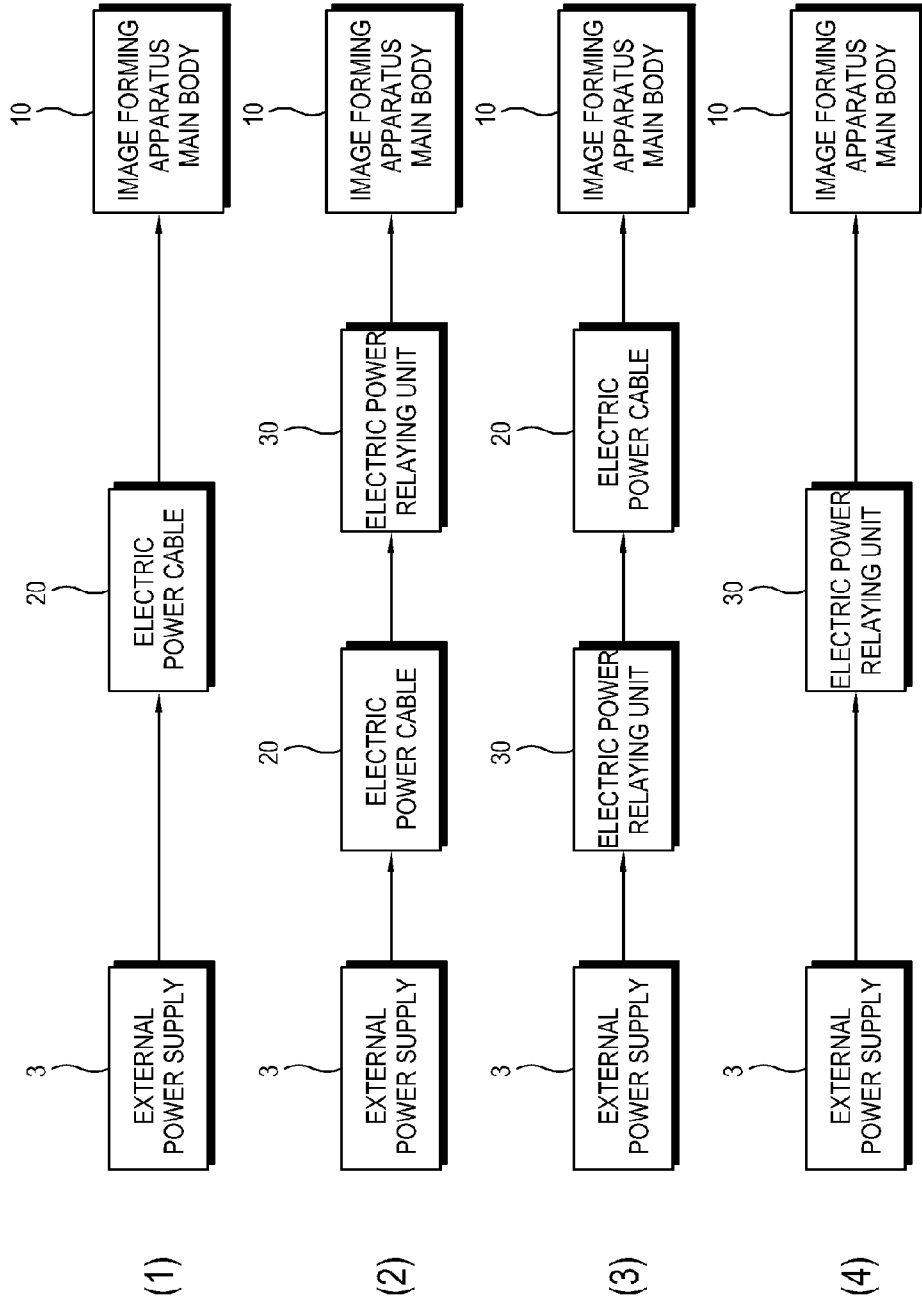 (1)
3
EXTERNAL
POWER SUPPLY
20
ELECTRIC
POWER CABLE
10
IMAGE FORMING
APPARATUS
MAIN BODY
(2)
3
EXTERNAL
POWER SUPPLY
20
ELECTRIC
POWER CABLE
30
ELECTRIC POWER
RELAYING UNIT
10
IMAGE FORMING
APPARATUS
MAIN BODY
(3)
3
EXTERNAL
POWER SUPPLY
30
ELECTRIC POWER
RELAYING UNIT
20
ELECTRIC
POWER CABLE
10
IMAGE FORMING
APPARATUS
MAIN BODY
(4)
3
EXTERNAL
POWER SUPPLY
30
ELECTRIC POWER
RELAYING UNIT
10
IMAGE FORMING
APPARATUS
MAIN BODY